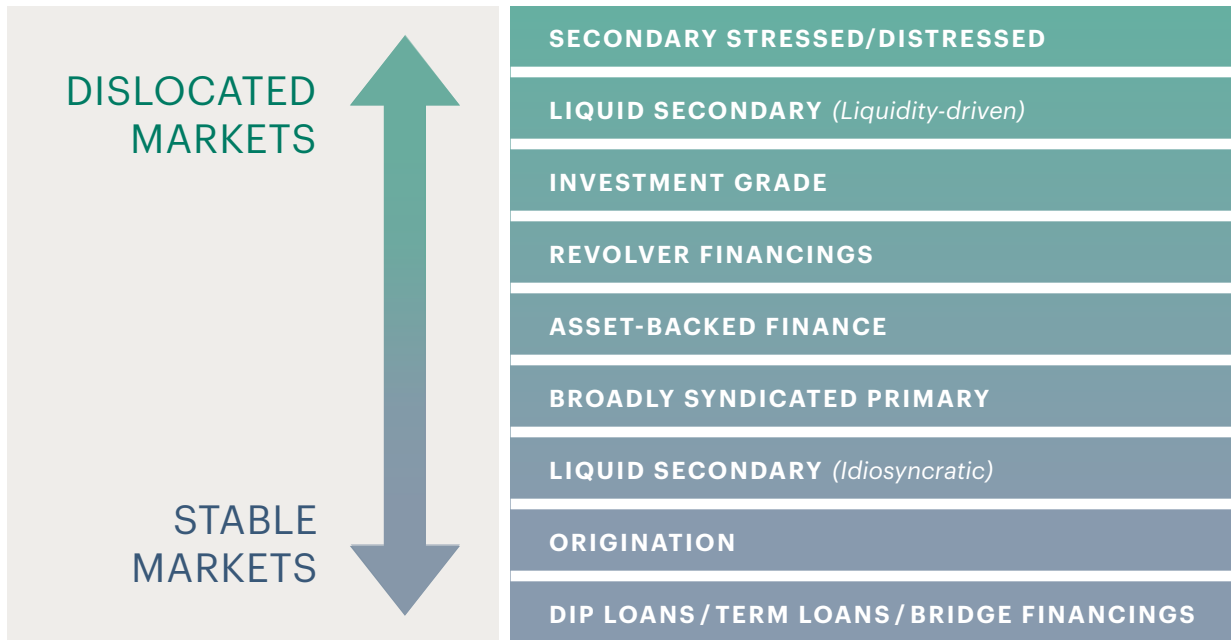 DISLOCATED
MARKETS
STABLE
MARKETS
SECONDARY STRESSED/DISTRESSED
LIQUID SECONDARY (Liquidity-driven)
INVESTMENT GRADE
REVOLVER FINANCINGS
ASSET-BACKED FINANCE
BROADLY SYNDICATED PRIMARY
LIQUID SECONDARY (Idiosyncratic)
ORIGINATION
DIP LOANS / TERM LOANS / BRIDGE FINANCINGS